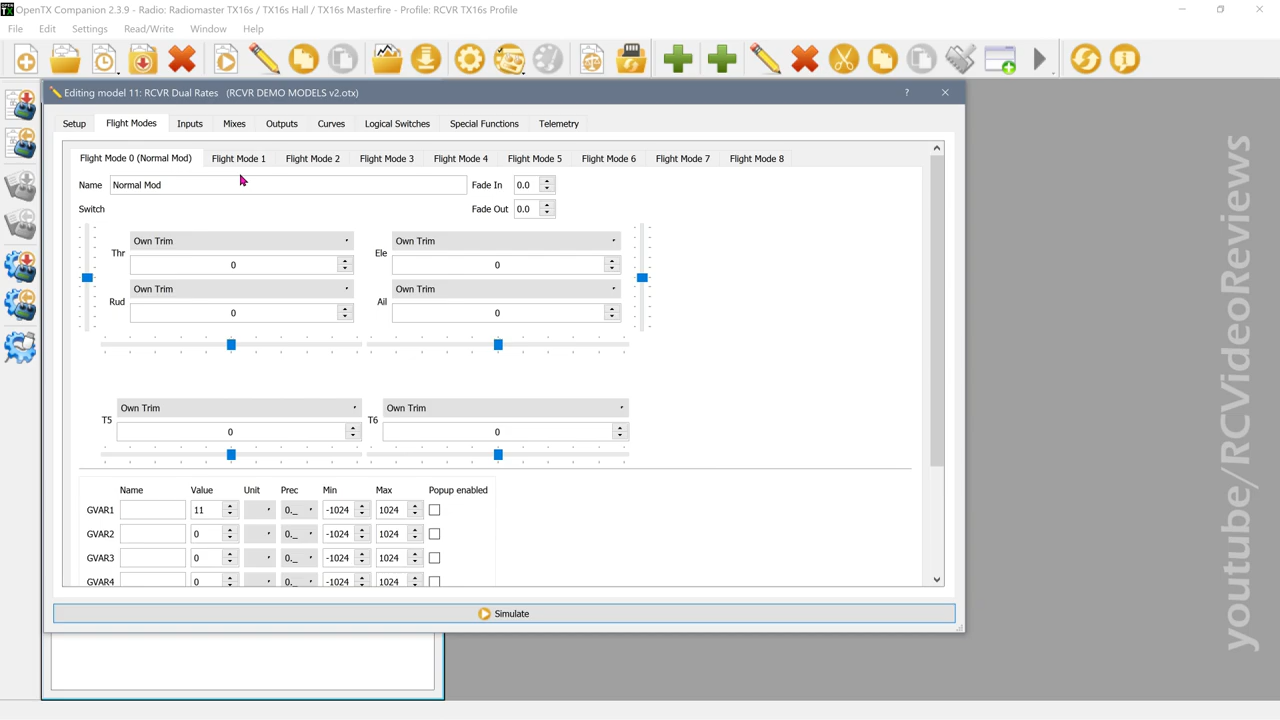 OpenTX Companion 2.3.9 - Radio: Radiomaster TX16s / TX16s Hall / TX16s Masterfire - Profile: RCVR TX16s Profile
File Edit Settings Read/Write Window Help
Editing model 11: RCVR Dual Rates (RCVR DEMO MODELS v2.otx)
Setup Flight Modes Inputs Mixes Outputs Curves Logical Switches Special Functions Telemetry
Flight Mode 0 (Normal Mod) Flight Mode 1 Flight Mode 2 Flight Mode 3 Flight Mode 4 Flight Mode 5 Flight Mode 6 Flight Mode 7 Flight Mode 8
Name Normal Mod Fade In 0.0
Switch Fade Out 0.0
Own Trim Own Trim
Thr Ele
0 0
Own Trim Own Trim
Rud Ail
0 0
Own Trim Own Trim
T5 T6
0 0
Name Value Unit Prec Min Max Popup enabled
GVAR1 11 0._ -1024 1024
GVAR2 0 0._ -1024 1024
GVAR3 0 0._ -1024 1024
GVAR4 0 0._ -1024 1024
Simulate
youtube/RCVideoReviews